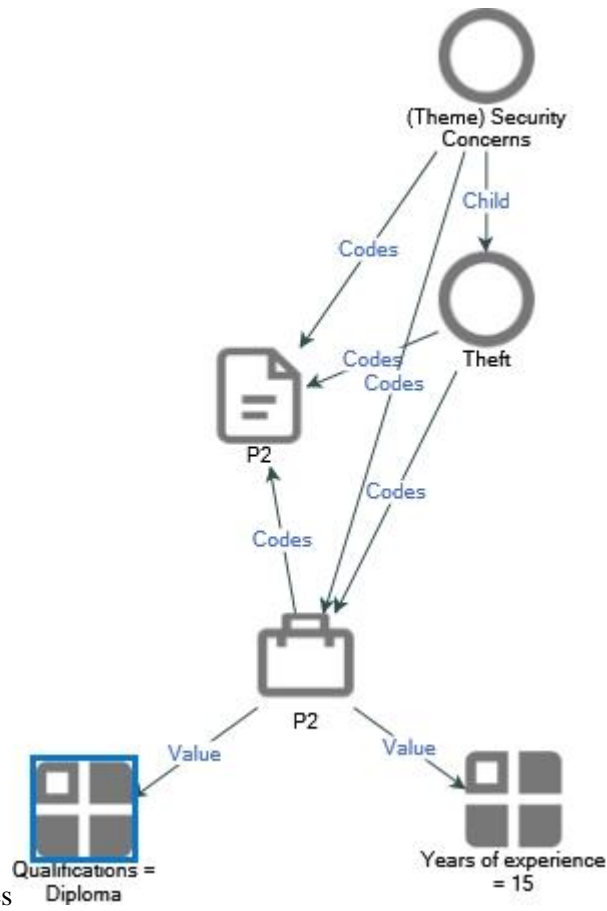 (Theme) Security
Concerns
Child
Codes
Theft
Codes
Codes
P2
Codes
Codes
P2
Value
Value
Qualifications =
Diploma
Years of experience
= 15